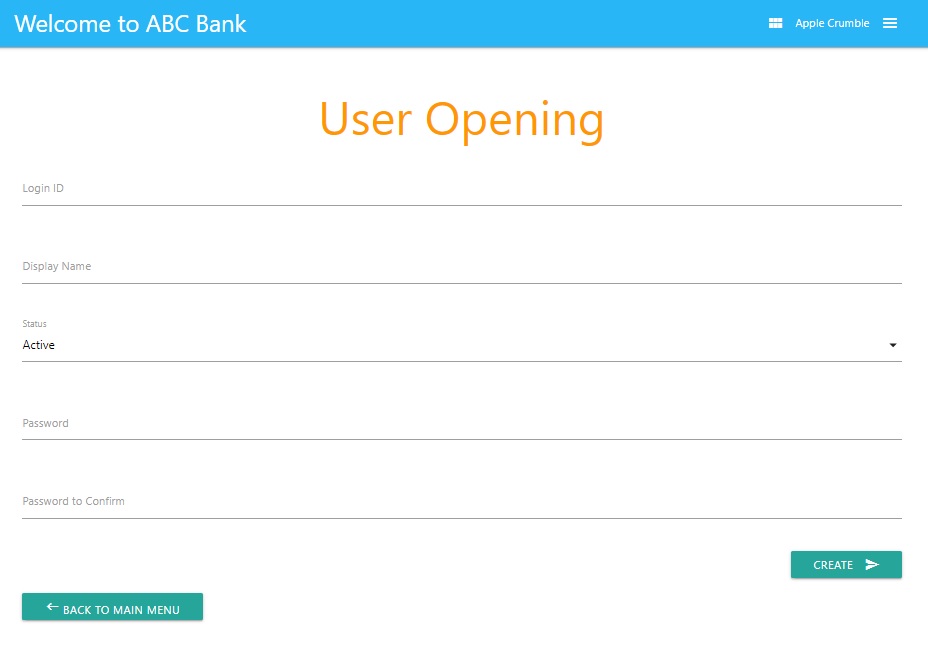 Welcome to ABC Bank
Apple Crumble
User Opening
Login ID
Display Name
Status
Active
Password
Password to Confirm
CREATE
BACK TO MAIN MENU